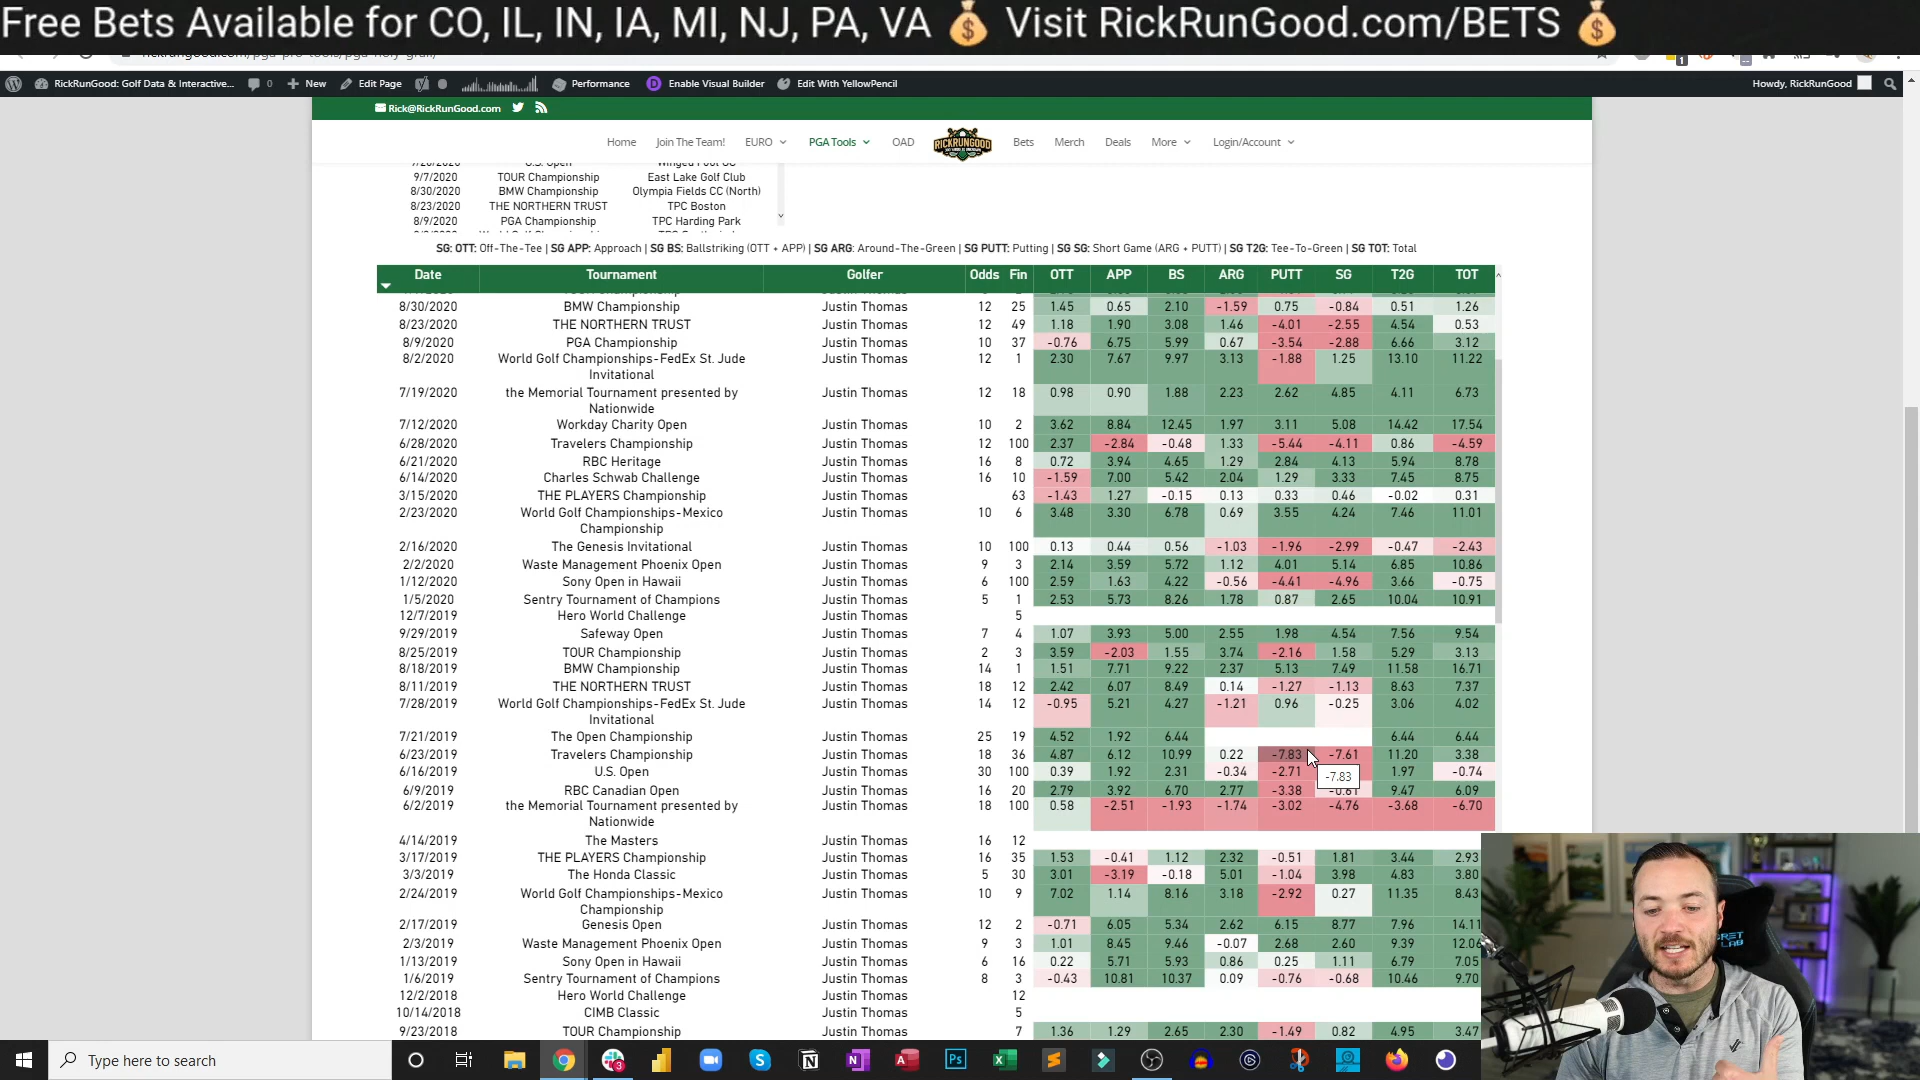 Free Bets Available for CO, IL, IN, IA, MI, NJ, PA, VA 💰 Visit RickRunGood.com/BETS 💰
RickRunGood: Golf Data & Interactive... 0 New Edit Page Performance Enable Visual Builder Edit With YellowPencil Howdy, RickRunGood
Rick@RickRunGood.com
Home Join The Team! EURO PGA Tools OAD RICKRUNGOOD Bets Merch Deals More Login/Account
9/7/2020 TOUR Championship East Lake Golf Club
8/30/2020 BMW Championship Olympia Fields CC (North)
8/23/2020 THE NORTHERN TRUST TPC Boston
8/9/2020 PGA Championship TPC Harding Park
SG: OTT: Off-The-Tee | SG APP: Approach | SG BS: Ballstriking (OTT + APP) | SG ARG: Around-The-Green | SG PUTT: Putting | SG SG: Short Game (ARG + PUTT) | SG T2G: Tee-To-Green | SG TOT: Total
Date Tournament Golfer Odds Fin OTT APP BS ARG PUTT SG T2G TOT
8/30/2020 BMW Championship Justin Thomas 12 25 1.45 0.65 2.10 -1.59 0.75 -0.84 0.51 1.26
8/23/2020 THE NORTHERN TRUST Justin Thomas 12 49 1.18 1.90 3.08 1.46 -4.01 -2.55 4.54 0.53
8/9/2020 PGA Championship Justin Thomas 10 37 -0.76 6.75 5.99 0.67 -3.54 -2.88 6.66 3.12
8/2/2020 World Golf Championships-FedEx St. Jude Justin Thomas 12 1 2.30 7.67 9.97 3.13 -1.88 1.25 13.10 11.22
Invitational
7/19/2020 the Memorial Tournament presented by Justin Thomas 12 18 0.98 0.90 1.88 2.23 2.62 4.85 4.11 6.73
Nationwide
7/12/2020 Workday Charity Open Justin Thomas 10 2 3.62 8.84 12.45 1.97 3.11 5.08 14.42 17.54
6/28/2020 Travelers Championship Justin Thomas 12 100 2.37 -2.84 -0.48 1.33 -5.44 -4.11 0.86 -4.59
6/21/2020 RBC Heritage Justin Thomas 16 8 0.72 3.94 4.65 1.29 2.84 4.13 5.94 8.78
6/14/2020 Charles Schwab Challenge Justin Thomas 16 10 -1.59 7.00 5.42 2.04 1.29 3.33 7.45 8.75
3/15/2020 THE PLAYERS Championship Justin Thomas 63 -1.43 1.27 -0.15 0.13 0.33 0.46 -0.02 0.31
2/23/2020 World Golf Championships-Mexico Justin Thomas 10 6 3.48 3.30 6.78 0.69 3.55 4.24 7.46 11.01
Championship
2/16/2020 The Genesis Invitational Justin Thomas 10 100 0.13 0.44 0.56 -1.03 -1.96 -2.99 -0.47 -2.43
2/2/2020 Waste Management Phoenix Open Justin Thomas 9 3 2.14 3.59 5.72 1.12 4.01 5.14 6.85 10.86
1/12/2020 Sony Open in Hawaii Justin Thomas 6 100 2.59 1.63 4.22 -0.56 -4.41 -4.96 3.66 -0.75
1/5/2020 Sentry Tournament of Champions Justin Thomas 5 1 2.53 5.73 8.26 1.78 0.87 2.65 10.04 10.91
12/7/2019 Hero World Challenge Justin Thomas 5
9/29/2019 Safeway Open Justin Thomas 7 4 1.07 3.93 5.00 2.55 1.98 4.54 7.56 9.54
8/25/2019 TOUR Championship Justin Thomas 2 3 3.59 -2.03 1.55 3.74 -2.16 1.58 5.29 3.13
8/18/2019 BMW Championship Justin Thomas 14 1 1.51 7.71 9.22 2.37 5.13 7.49 11.58 16.71
8/11/2019 THE NORTHERN TRUST Justin Thomas 18 12 2.42 6.07 8.49 0.14 -1.27 -1.13 8.63 7.37
7/28/2019 World Golf Championships-FedEx St. Jude Justin Thomas 14 12 -0.95 5.21 4.27 -1.21 0.96 -0.25 3.06 4.02
Invitational
7/21/2019 The Open Championship Justin Thomas 25 19 4.52 1.92 6.44 6.44 6.44
6/23/2019 Travelers Championship Justin Thomas 18 36 4.87 6.12 10.99 0.22 -7.83 -7.61 11.20 3.38
6/16/2019 U.S. Open Justin Thomas 30 100 0.39 1.92 2.31 -0.34 -2.71 1.97 -0.74
-7.83
6/9/2019 RBC Canadian Open Justin Thomas 16 20 2.79 3.92 6.70 2.77 -3.38 -0.61 9.47 6.09
6/2/2019 the Memorial Tournament presented by Justin Thomas 18 100 0.58 -2.51 -1.93 -1.74 -3.02 -4.76 -3.68 -6.70
Nationwide
4/14/2019 The Masters Justin Thomas 16 12
3/17/2019 THE PLAYERS Championship Justin Thomas 16 35 1.53 -0.41 1.12 2.32 -0.51 1.81 3.44 2.93
3/3/2019 The Honda Classic Justin Thomas 5 30 3.01 -3.19 -0.18 5.01 -1.04 3.98 4.83 3.80
2/24/2019 World Golf Championships-Mexico Justin Thomas 10 9 7.02 1.14 8.16 3.18 -2.92 0.27 11.35 8.43
Championship
2/17/2019 Genesis Open Justin Thomas 12 2 -0.71 6.05 5.34 2.62 6.15 8.77 7.96 14.11
2/3/2019 Waste Management Phoenix Open Justin Thomas 9 3 1.01 8.45 9.46 -0.07 2.68 2.60 9.39 12.06
1/13/2019 Sony Open in Hawaii Justin Thomas 6 16 0.22 5.71 5.93 0.86 0.25 1.11 6.79 7.05
1/6/2019 Sentry Tournament of Champions Justin Thomas 8 3 -0.43 10.81 10.37 0.09 -0.76 -0.68 10.46 9.70
12/2/2018 Hero World Challenge Justin Thomas 12
10/14/2018 CIMB Classic Justin Thomas 5
9/23/2018 TOUR Championship Justin Thomas 7 1.36 1.29 2.65 2.30 -1.49 0.82 4.95 3.47
Type here to search